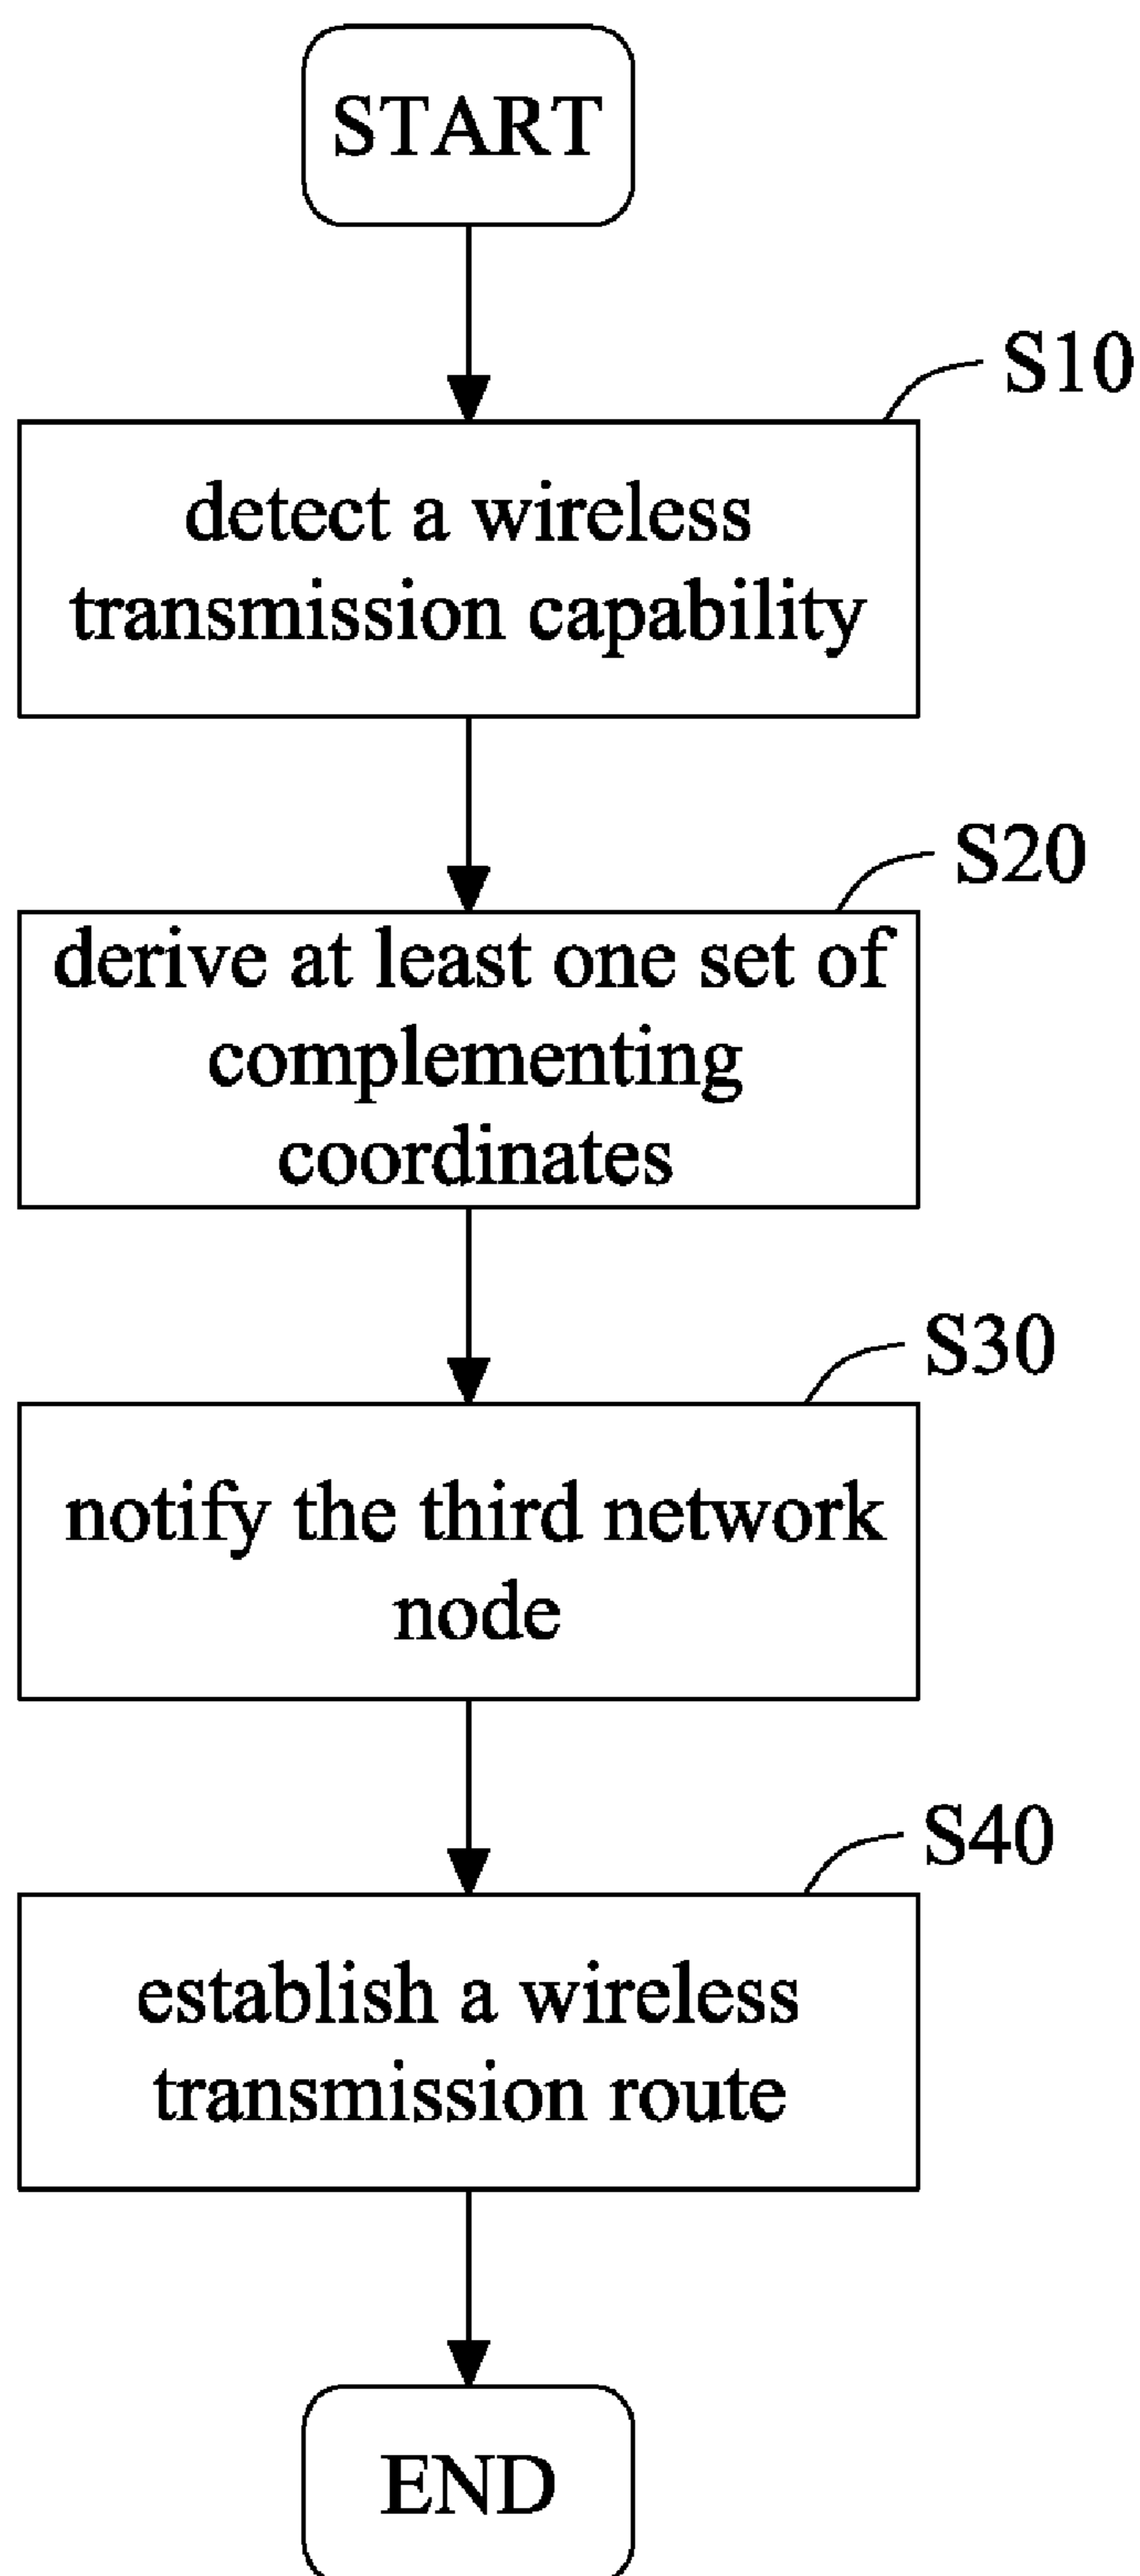 START
S10
detect a wireless
transmission capability
S20
derive at least one set of
complementing
coordinates
S30
notify the third network
node
S40
establish a wireless
transmission route
END